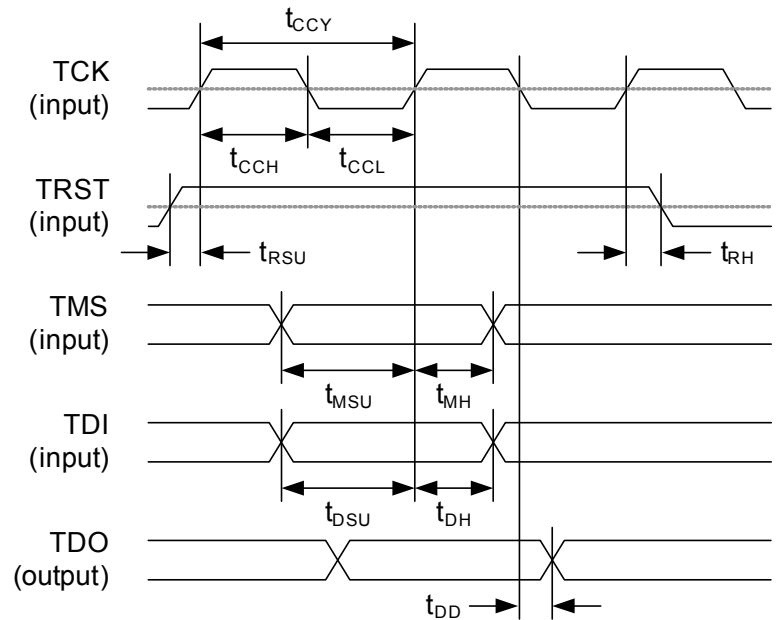 tCCY
TCK
(input)
tCCH
tCCL
TRST
(input)
tRSU
tRH
TMS
(input)
tMSU
tMH
TDI
(input)
tDSU
tDH
TDO
(output)
tDD